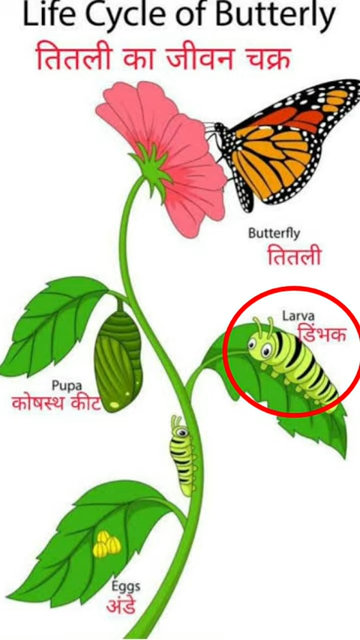 Life Cycle of Butterly
तितली का जीवन चक्र
Butterfly
तितली
Larva
डिंभक
Pupa
कोषस्थ कीट
Eggs
अंडे